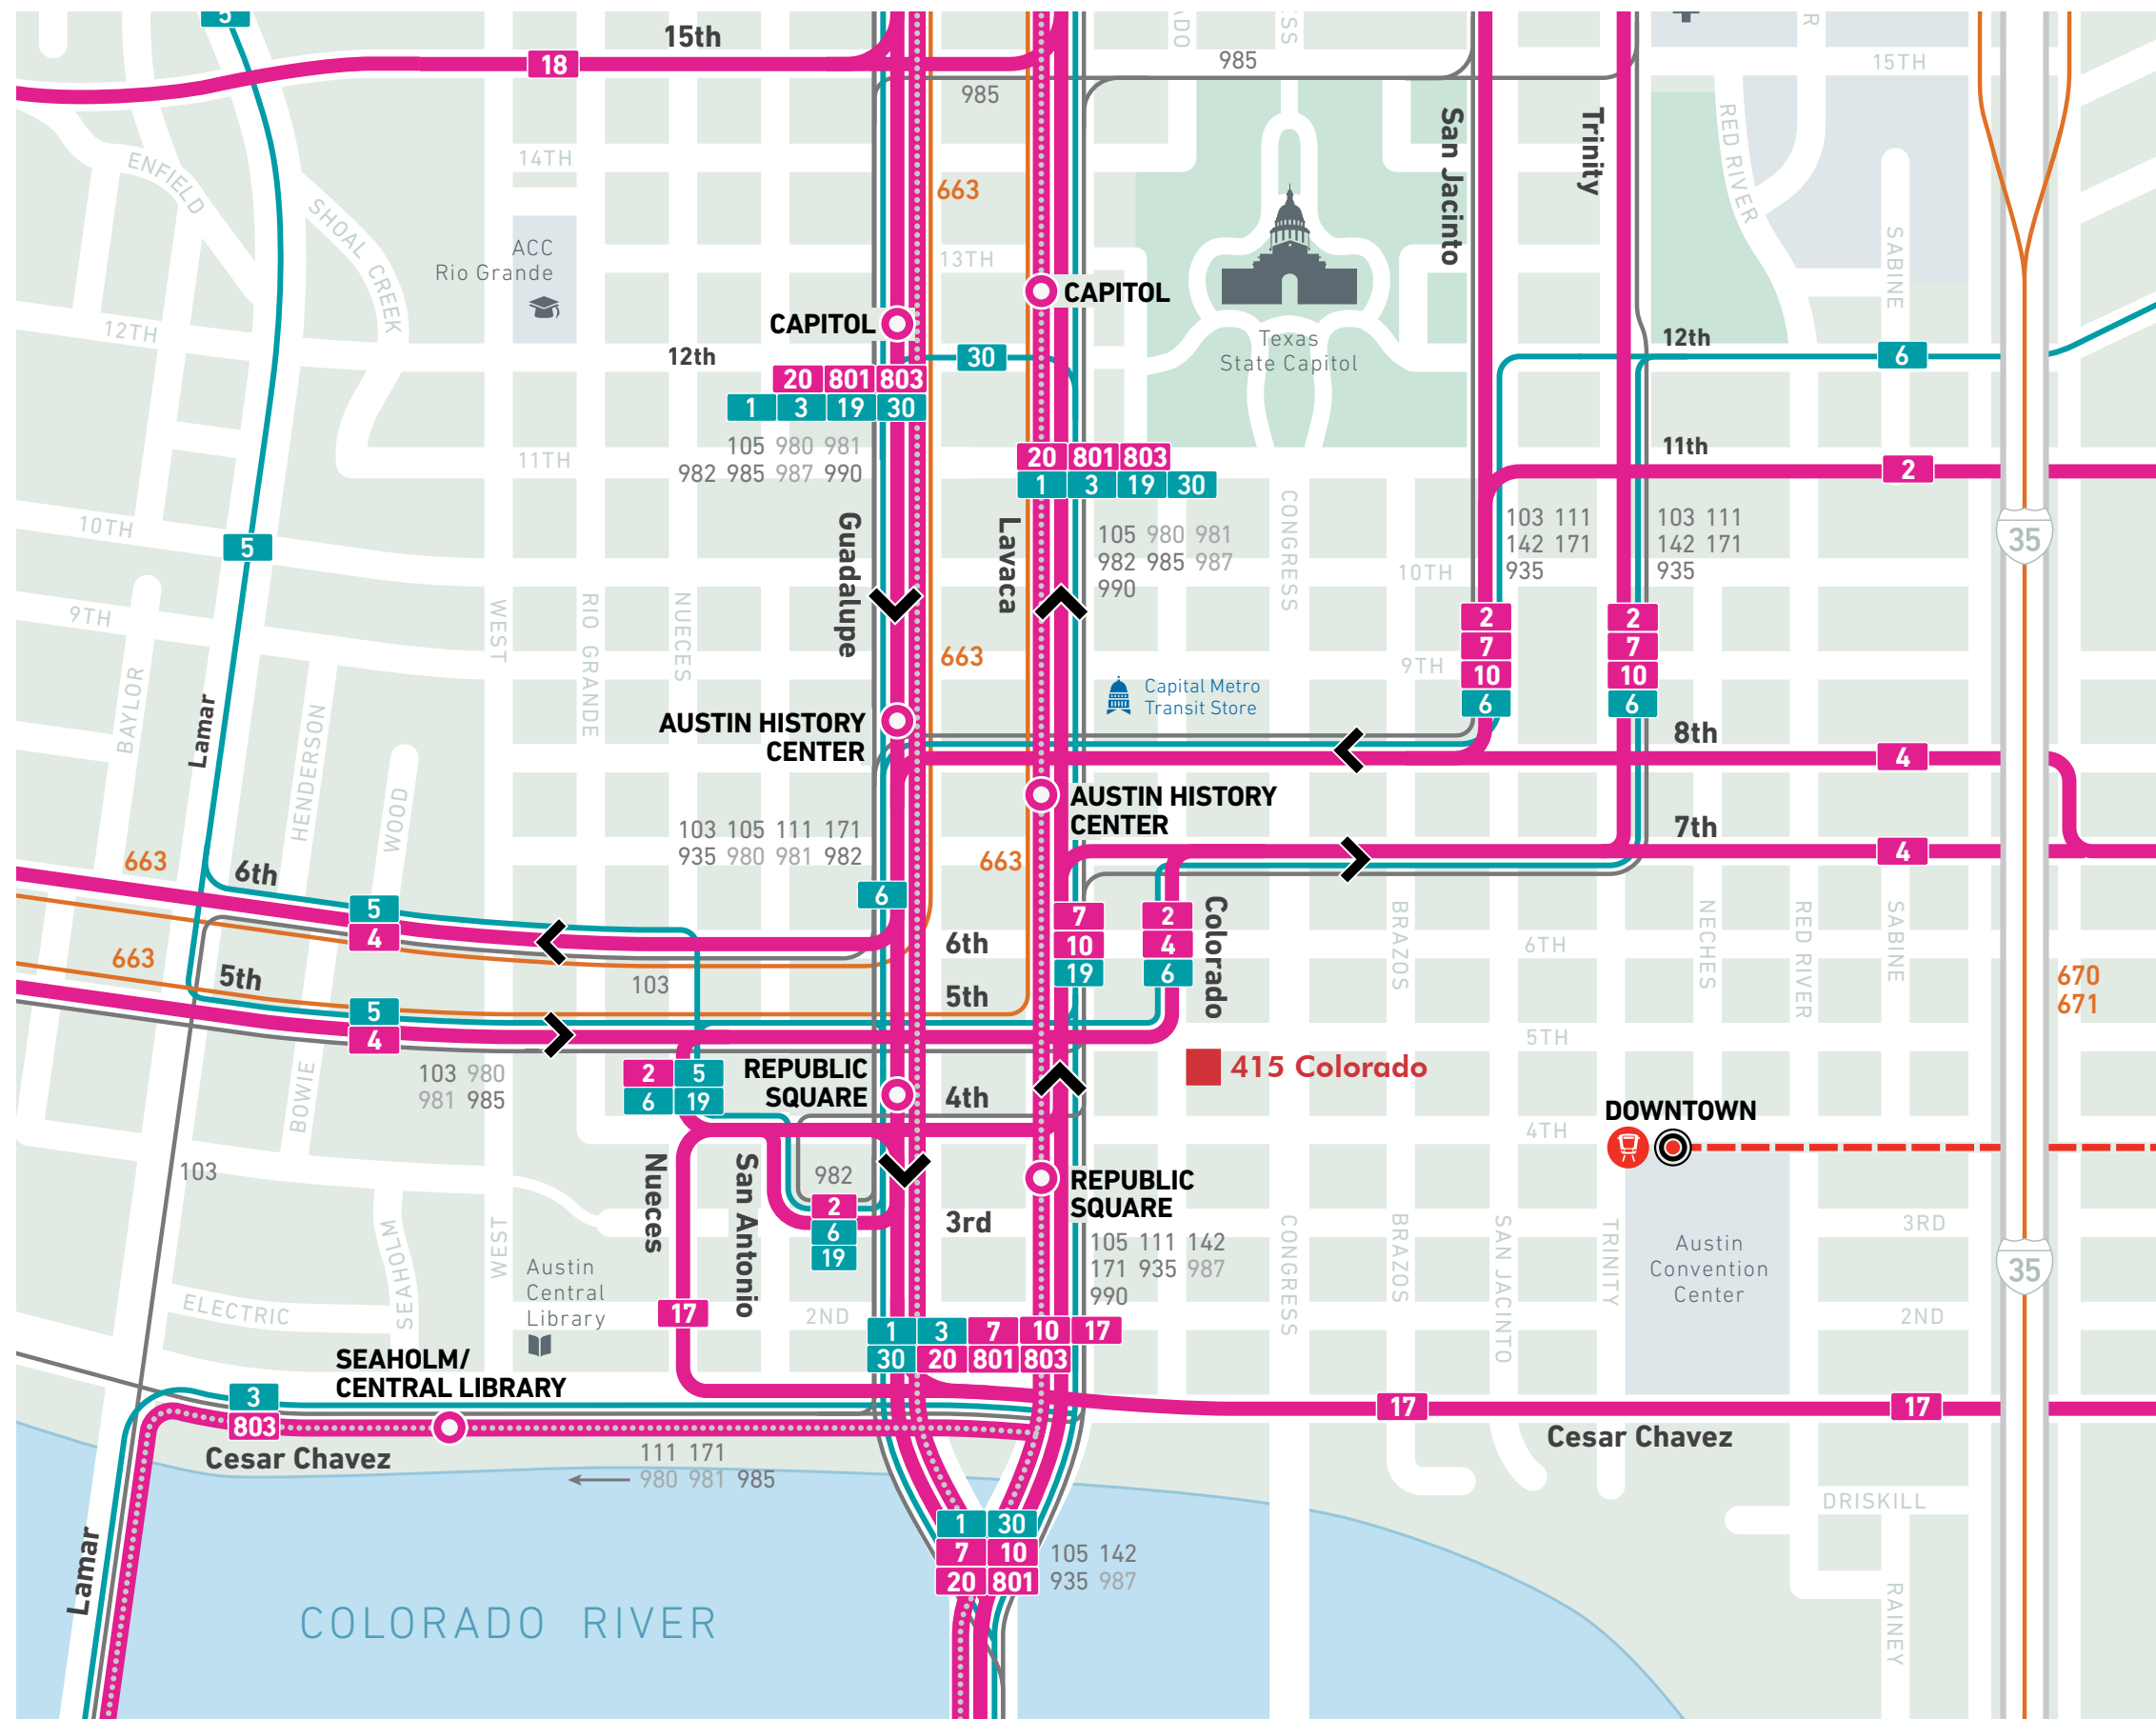 5
15th
18
985
985
15TH
ENFIELD
14TH
SHOAL CREEK
ACC
Rio Grande
663
13TH
San Jacinto
Trinity
RED RIVER
SABINE
CAPITOL
CAPITOL
Texas
State Capitol
12TH
12th
30
12th
6
20 801 803
1 3 19 30
105 980 981
982 985 987 990
11TH
20 801 803
1 3 19 30
11th
2
105 980 981
982 985 987
990
103 111
142 171
935
103 111
142 171
935
35
10TH
5
Guadalupe
Lavaca
CONGRESS
10TH
9TH
WEST
RIO GRANDE
NUECES
663
2
7
10
6
2
7
10
6
9TH
Capital Metro
Transit Store
BAYLOR
Lamar
HENDERSON
WOOD
AUSTIN HISTORY
CENTER
8th
4
AUSTIN HISTORY
CENTER
103 105 111 171
935 980 981 982
663
7th
4
663
6th
5
4
6
6th
7
10
19
2
4
6
Colorado
BRAZOS
6TH
NECHES
RED RIVER
SABINE
663
5th
103
5th
670
671
5
4
5TH
103 980
981 985
BOWIE
2 5
6 19
REPUBLIC
SQUARE
4th
415 Colorado
DOWNTOWN
4TH
103
Nueces
San Antonio
982
2
6
19
3rd
REPUBLIC
SQUARE
105 111 142
171 935 987
990
CONGRESS
BRAZOS
SAN JACINTO
TRINITY
Austin
Convention
Center
3RD
35
SEAHOLM
WEST
Austin
Central
Library
ELECTRIC
17
2ND
2ND
1 3 7 10 17
30 20 801 803
SEAHOLM/
CENTRAL LIBRARY
3
803
17
17
Cesar Chavez
Cesar Chavez
111 171
980 981 985
DRISKILL
Lamar
1 30
7 10
20 801
105 142
935 987
COLORADO RIVER
RAINEY